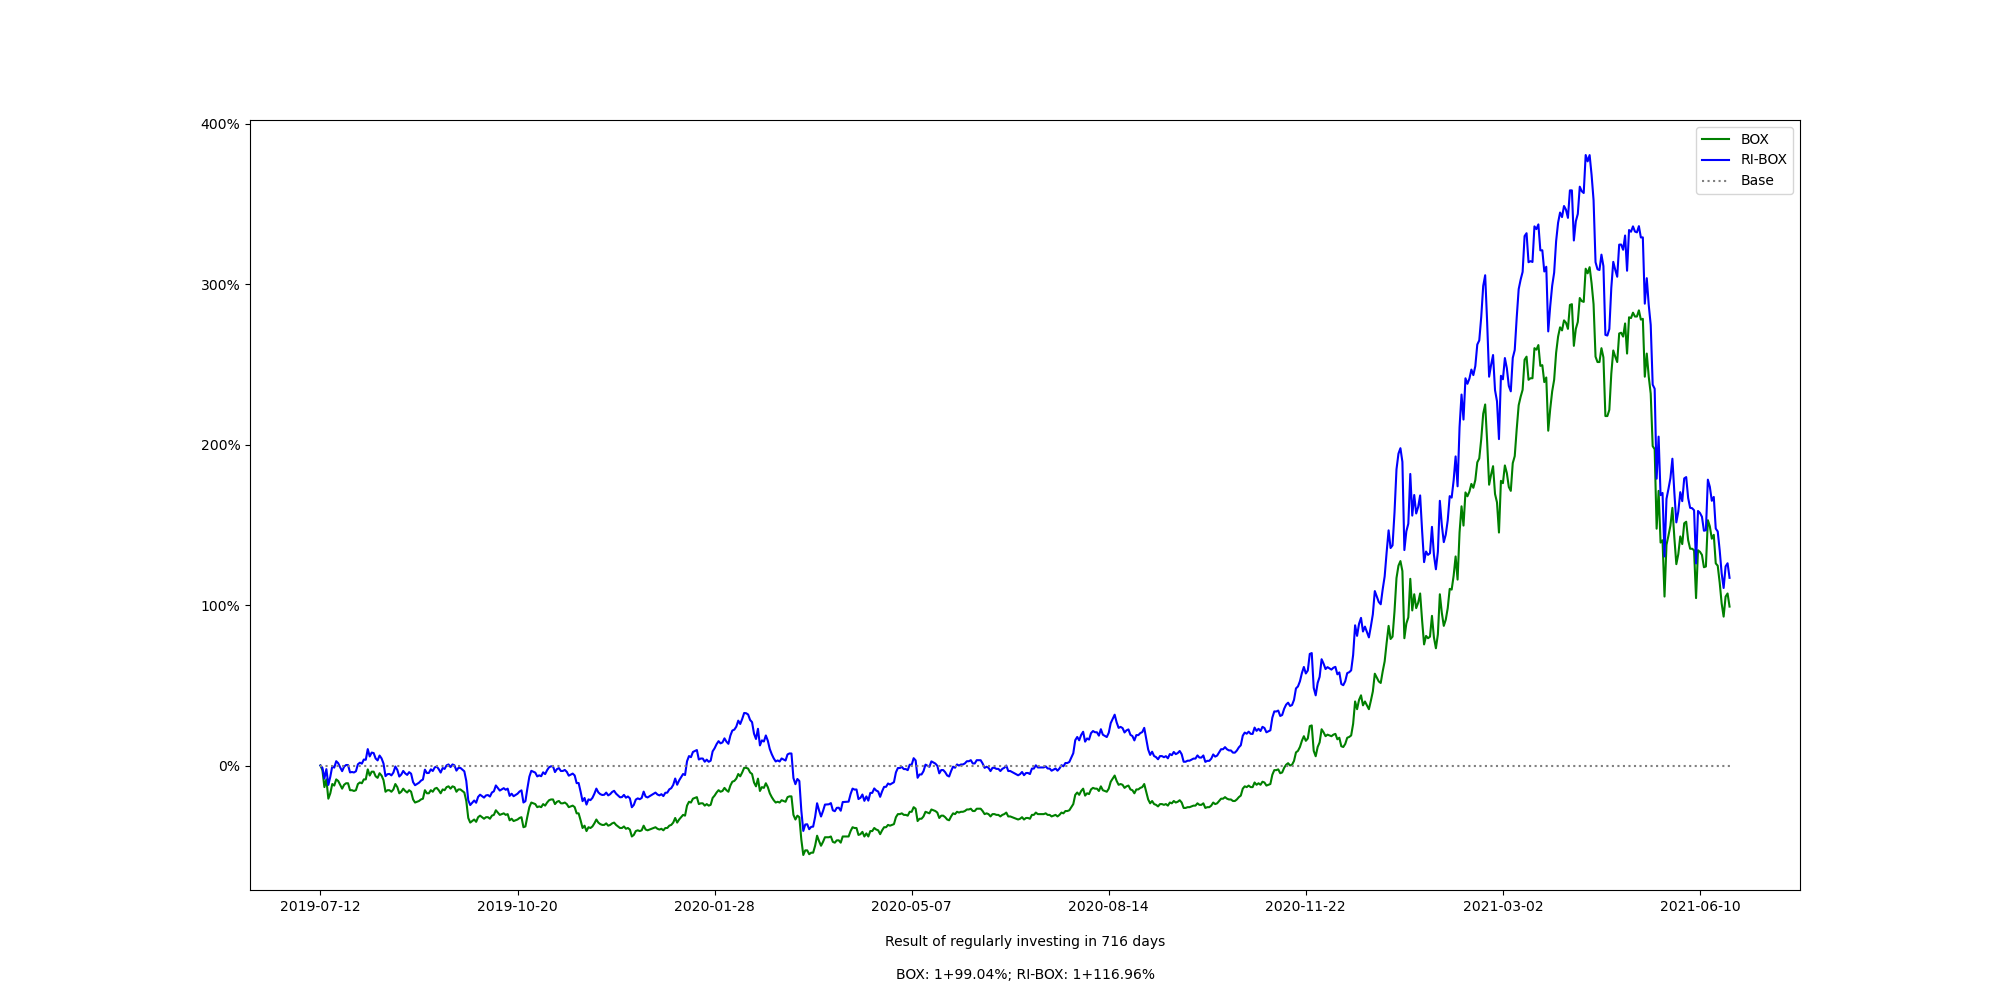 400%
300%
200%
100%
0%
BOX
RI-BOX
Base
2019-07-12 2019-10-20 2020-01-28 2020-05-07 2020-08-14 2020-11-22 2021-03-02 2021-06-10
Result of regularly investing in 716 days
BOX: 1+99.04%; RI-BOX: 1+116.96%